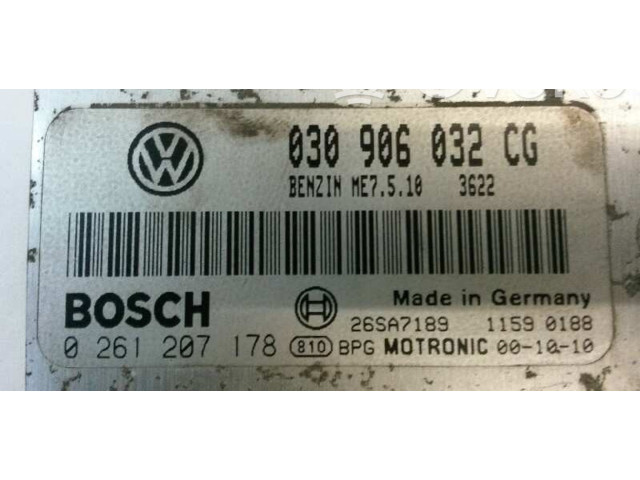 VW
030 906 032 CG
BENZIN ME7.5.10 3622
BOSCH
Made in Germany
26SA7189 1159 0188
0 261 207 178 810 BPG MOTRONIC 00-10-10